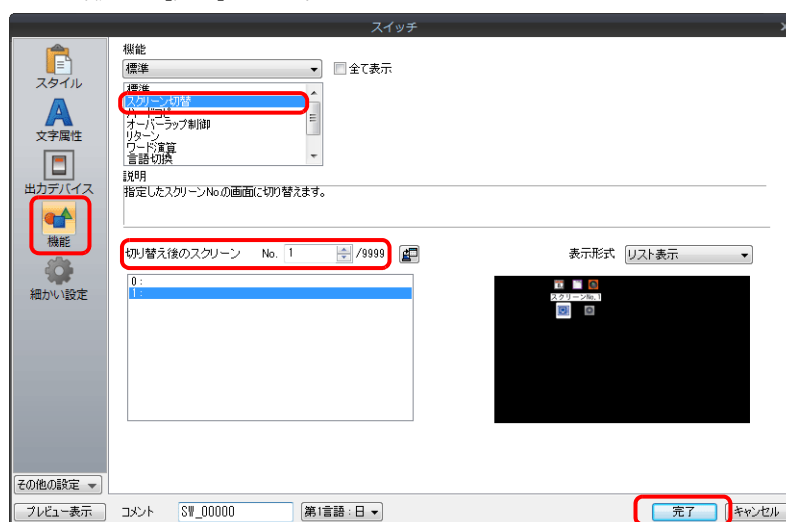 スイッチ
スタイル
文字属性
出力デバイス
機能
細かい設定
その他の設定
プレビュー表示
機能
標準
全て表示
標準
スクリーン切替
ハードコピー
オーバーラップ制御
リターン
ワード演算
言語切換
説明
指定したスクリーンNo.の画面に切り替えます。
切り替え後のスクリーン No. 1 /9999
表示形式 リスト表示
0 :
1 :
スクリーンNo. 1
コメント SW_00000 第1言語 : 日
完了 キャンセル